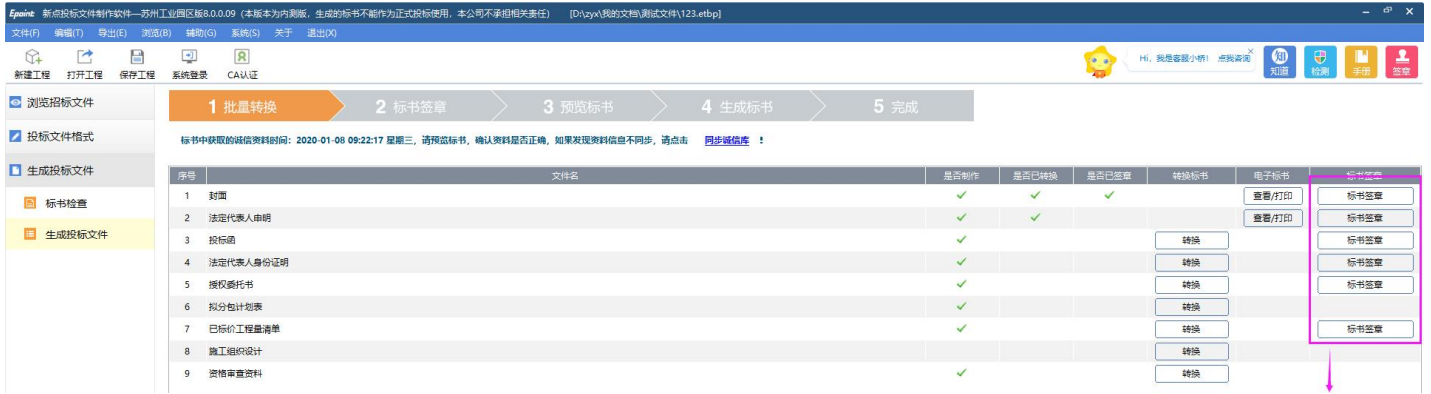 Epoint 新点投标文件制作软件—苏州工业园区版8.0.0.09（本版本为内测版，生成的标书不能作为正式投标使用，本公司不承担相关责任） [D:\zyx\我的文档\测试文件\123.etbp]
文件(F) 编辑(T) 导出(E) 浏览(B) 辅助(G) 系统(S) 关于 退出(X)
新建工程 打开工程 保存工程 系统登录 CA认证 Hi，我是客服小桥！ 点我咨询 知 知道 检测 手册 签章
浏览招标文件
投标文件格式
生成投标文件
标书检查
生成投标文件
1 批量转换 2 标书签章 3 预览标书 4 生成标书 5 完成
标书中获取的诚信资料时间：2020-01-08 09:22:17 星期三，请预览标书，确认资料是否正确，如果发现资料信息不同步，请点击 同步诚信库 ！
序号 文件名 是否制作 是否已转换 是否已签章 转换标书 电子标书 标书签章
1 封面 查看/打印 标书签章
2 法定代表人申明 查看/打印 标书签章
3 投标函 转换 标书签章
4 法定代表人身份证明 转换 标书签章
5 授权委托书 转换 标书签章
6 拟分包计划表 转换
7 已标价工程量清单 转换 标书签章
8 施工组织设计 转换
9 资格审查资料 转换